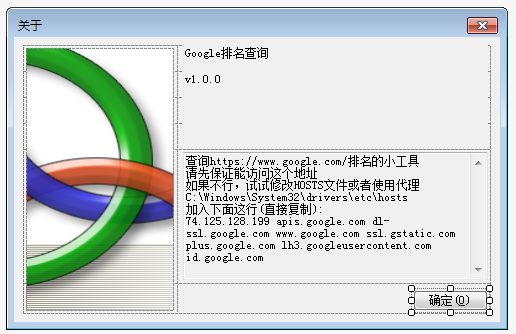 关于
Google排名查询
v1.0.0
查询https://www.google.com/排名的小工具
请先保证能访问这个地址
如果不行，试试修改HOSTS文件或者使用代理
C:\Windows\System32\drivers\etc\hosts
加入下面这行(直接复制):
74.125.128.199 apis.google.com dl-
ssl.google.com www.google.com ssl.gstatic.com
plus.google.com lh3.googleusercontent.com
id.google.com
确定(O)